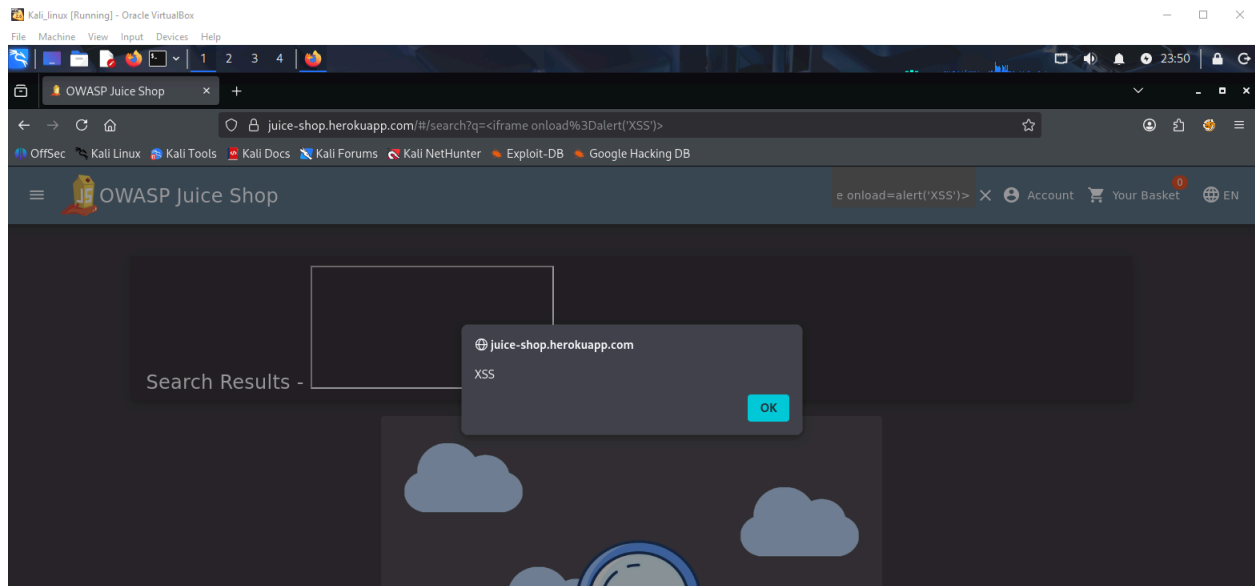 Kali_linux [Running] - Oracle VirtualBox
File Machine View Input Devices Help
1 2 3 4 23:50
OWASP Juice Shop
juice-shop.herokuapp.com/#/search?q=<iframe onload%3Dalert('XSS')>
OffSec Kali Linux Kali Tools Kali Docs Kali Forums Kali NetHunter Exploit-DB Google Hacking DB
OWASP Juice Shop e onload=alert('XSS')> Account Your Basket 0 EN
juice-shop.herokuapp.com
XSS
Search Results -
OK